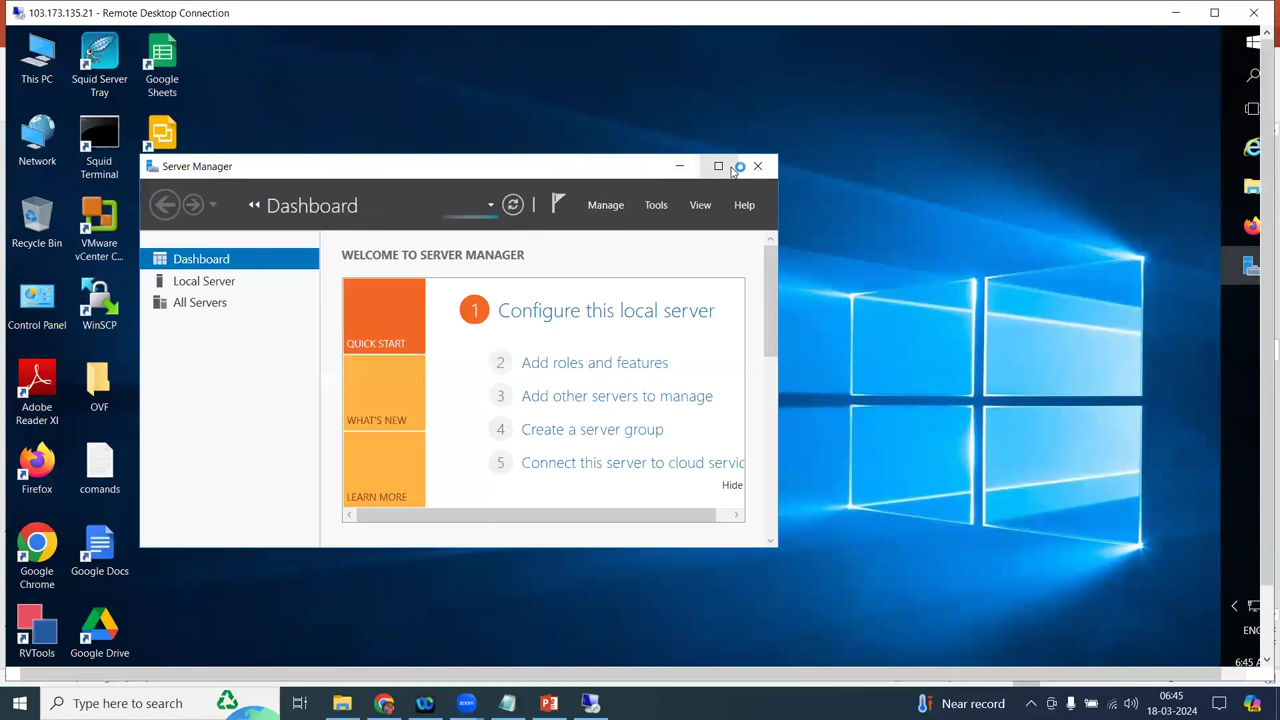 103.173.135.21 - Remote Desktop Connection
This PC
Squid Server
Tray
Google
Sheets
Network
Squid
Terminal
Recycle Bin
VMware
vCenter C...
Control Panel
WinSCP
Adobe
Reader XI
OVF
Firefox
comands
Google
Chrome
Google Docs
RVTools
Google Drive
Server Manager
Dashboard
Manage
Tools
View
Help
Dashboard
Local Server
All Servers
WELCOME TO SERVER MANAGER
QUICK START
WHAT'S NEW
LEARN MORE
1 Configure this local server
2 Add roles and features
3 Add other servers to manage
4 Create a server group
5 Connect this server to cloud servic
Hide
ENG
6:45 A
Type here to search
zoom
Near record
06:45
18-03-2024